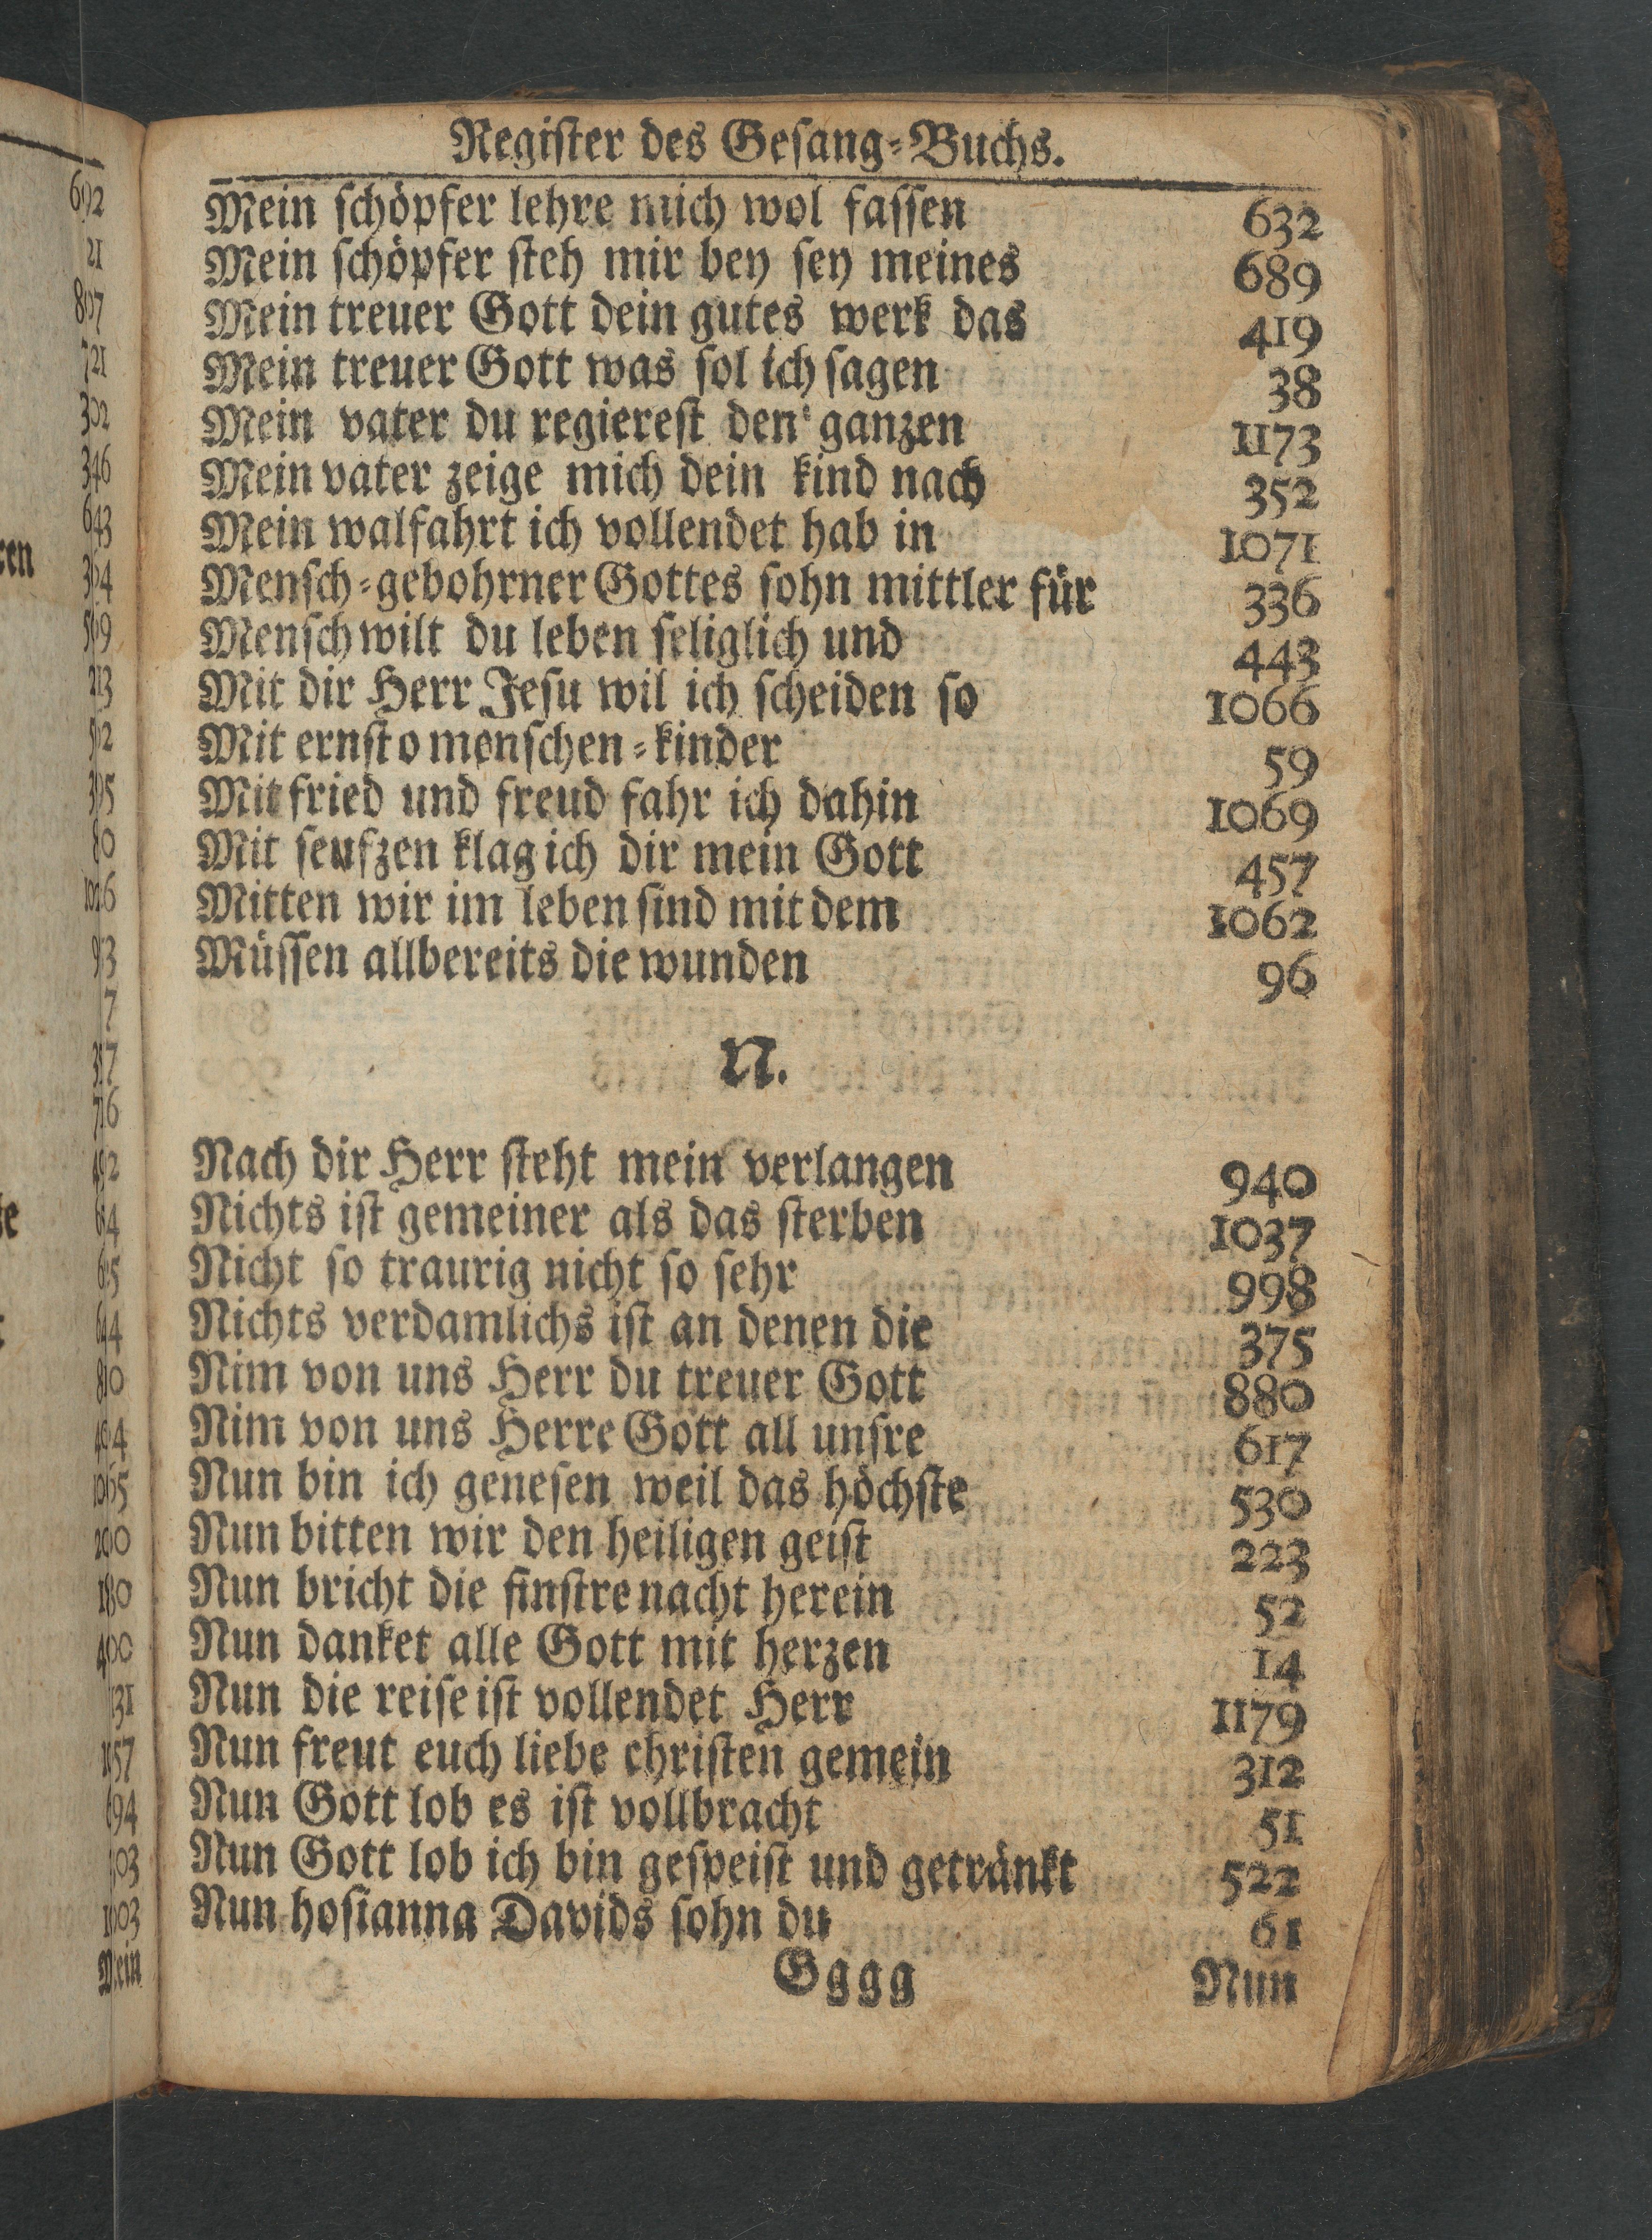 Register des Gesang-Buchs.
Mein schöpfer lehre mich wol fassen 632
Mein schöpfer steh mir bey sey meines 689
Mein treuer Gott dein gutes werk das 419
Mein treuer Gott was sol ich sagen 38
Mein vater du regierest den ganzen 1173
Mein vater zeige mich dein kind nach 352
Mein walfahrt ich vollendet hab in 1071
Mensch-gebohrner Gottes sohn mittler für 336
Mensch wilt du leben seliglich und 443
Mit dir Herr Jesu wil ich scheiden so 1066
Mit ernst o menschen-kinder 59
Mit fried und freud fahr ich dahin 1069
Mit seufzen klag ich dir mein Gott 457
Mitten wir im leben sind mit dem 1062
Müssen allbereits die wunden 96
N.
Nach dir Herr steht mein verlangen 940
Nichts ist gemeiner als das sterben 1037
Nicht so traurig nicht so sehr 998
Nichts verdamlichs ist an denen die 375
Nim von uns Herr du treuer Gott 880
Nim von uns Herre Gott all unsre 617
Nun bin ich genesen weil das höchste 530
Nun bitten wir den heiligen geist 223
Nun bricht die finstre nacht herein 52
Nun danket alle Gott mit herzen 14
Nun die reise ist vollendet Herr 1179
Nun freut euch liebe christen gemein 312
Nun Gott lob es ist vollbracht 51
Nun Gott lob ich bin gespeist und getränkt 522
Nun hosianna Davids sohn du 61
Gggg Nun